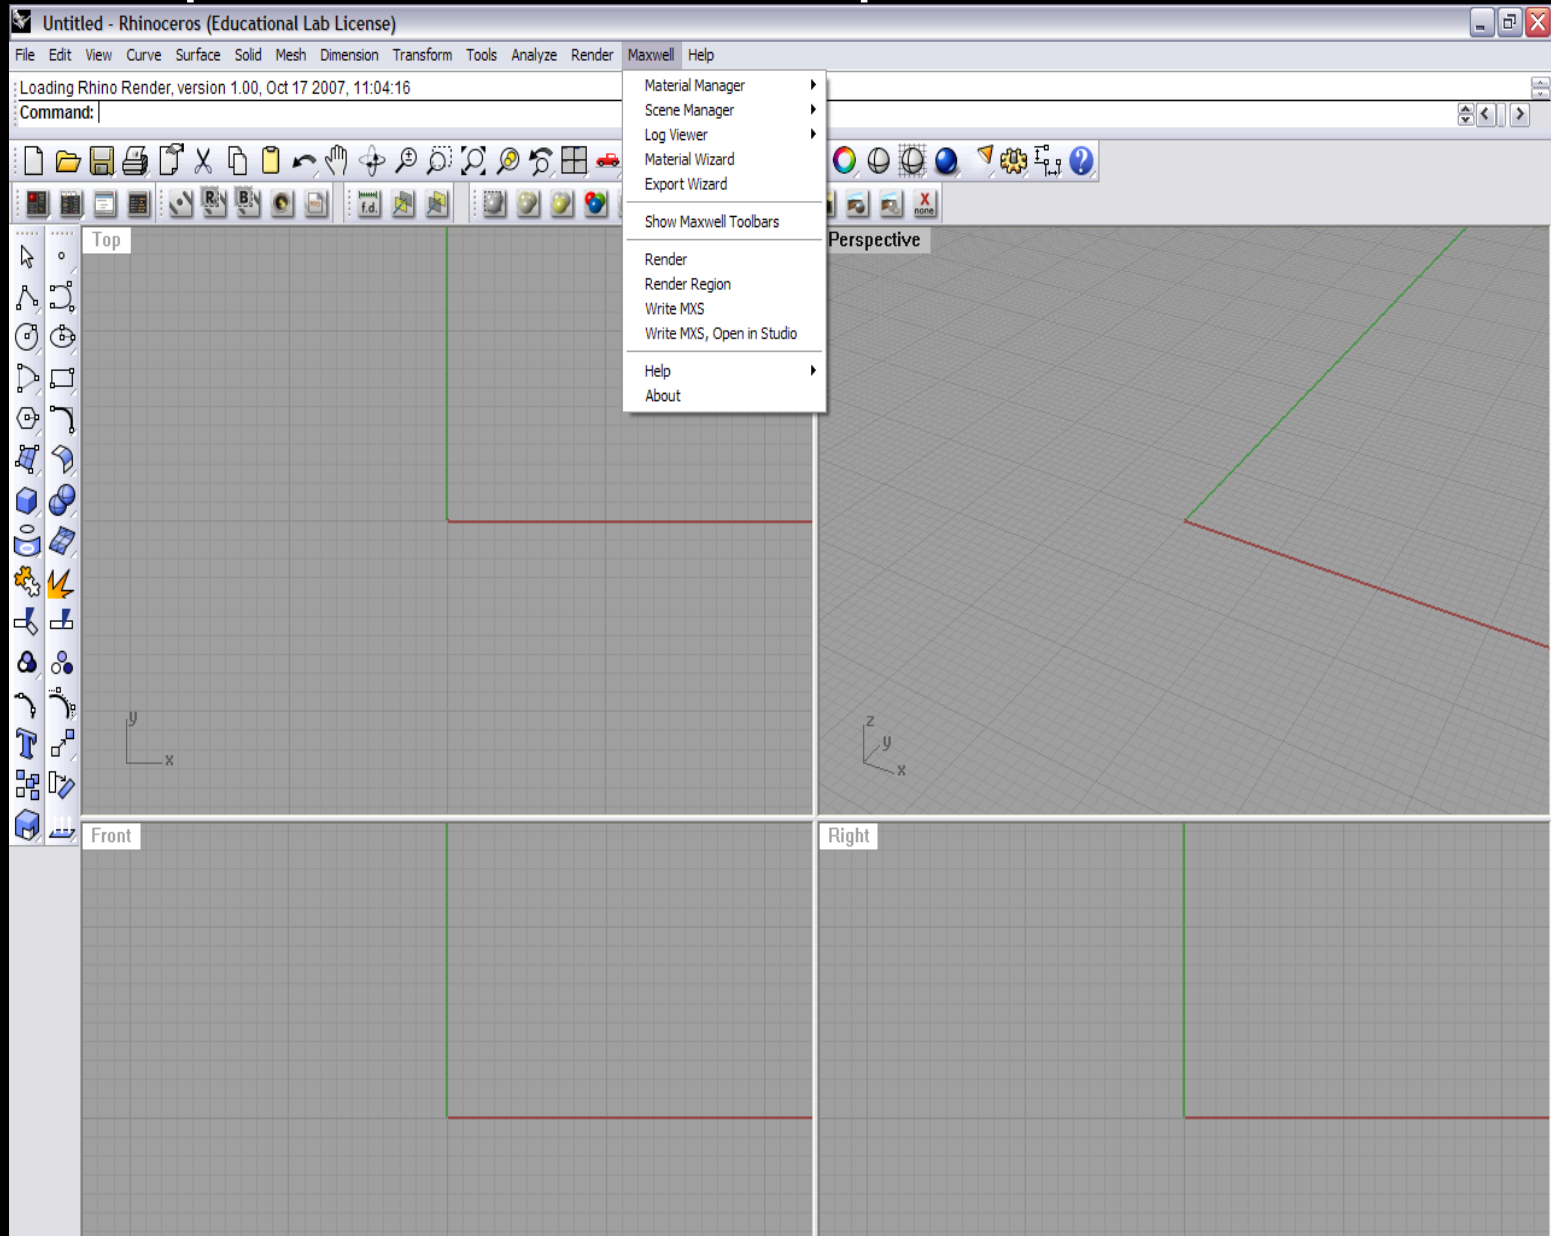 Untitled - Rhinoceros (Educational Lab License)
File Edit View Curve Surface Solid Mesh Dimension Transform Tools Analyze Render Maxwell Help
Loading Rhino Render, version 1.00, Oct 17 2007, 11:04:16
Command:
Material Manager
Scene Manager
Log Viewer
Material Wizard
Export Wizard
Show Maxwell Toolbars
Render
Render Region
Write MXS
Write MXS, Open in Studio
Help
About
R
B
f.d.
X
none
Top
Perspective
y
x
z
y
x
Front
Right